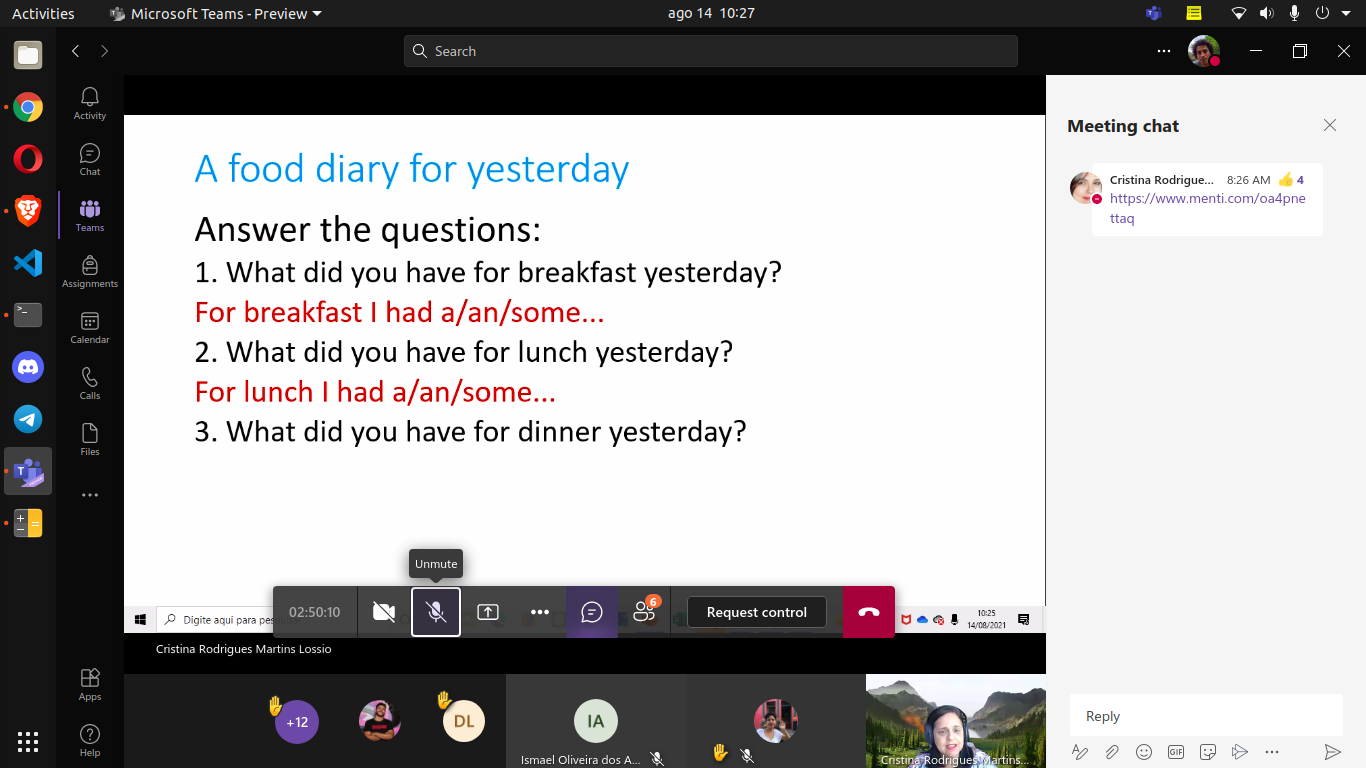 Activities
Microsoft Teams - Preview
ago 14 10:27
Search
Activity
Chat
Teams
Assignments
Calendar
Calls
Files
Apps
Help
A food diary for yesterday
Answer the questions:
1. What did you have for breakfast yesterday?
For breakfast I had a/an/some...
2. What did you have for lunch yesterday?
For lunch I had a/an/some...
3. What did you have for dinner yesterday?
Unmute
02:50:10
6
Request control
Digite aqui para pes
10:25
14/08/2021
Cristina Rodrigues Martins Lossio
+12
DL
IA
Ismael Oliveira dos A...
Cristina Rodrigues Martins...
Meeting chat
Cristina Rodrigue... 8:26 AM 4
https://www.menti.com/oa4pne
ttaq
Reply
GIF